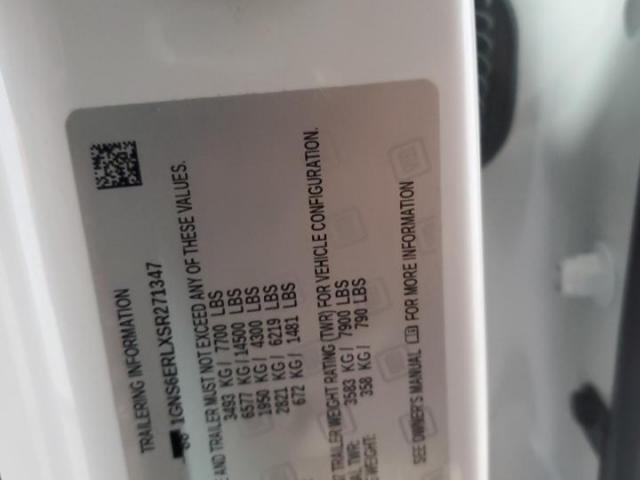 TRAILERING INFORMATION
1GNS6ERLXSR271347
E AND TRAILER MUST NOT EXCEED ANY OF THESE VALUES.
3493 KG/ 7700 LBS
6577 KG/14500 LBS
1950 KG/ 4300 LBS
2821 KG/ 6219 LBS
672 KG/ 1481 LBS
TRAILER WEIGHT RATING (TWR) FOR VEHICLE CONFIGURATION.
3583 KG/ 7900 LBS
TWR: 358 KG/ 790 LBS
WEIGHT:
SEE OWNER'S MANUAL FOR MORE INFORMATION